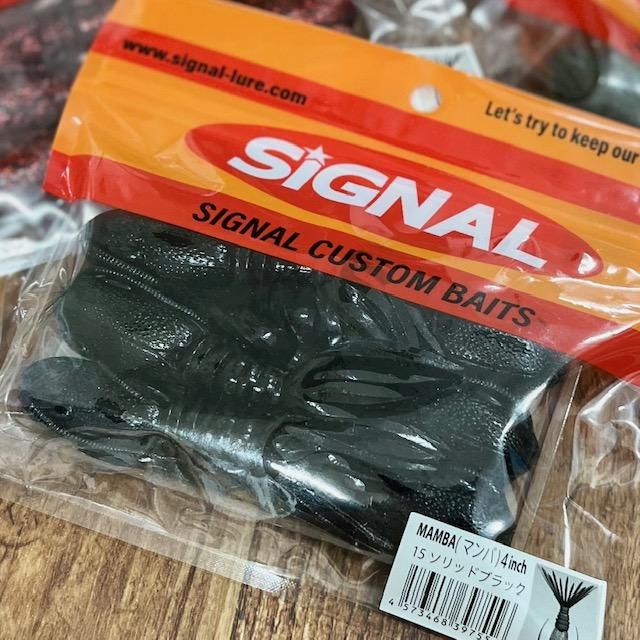 www.signal-lure.com
Let's try to keep our
SiGNAL
SIGNAL CUSTOM BAITS
MAMBA(マンバ)4inch
15 ソリッドブラック